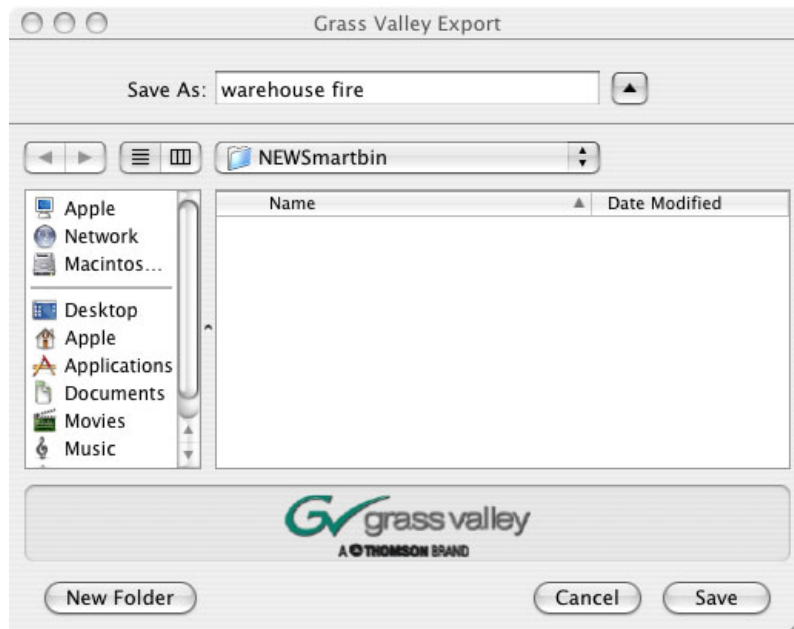 Grass Valley Export
Save As: warehouse fire
NEWSmartbin
Apple
Network
Macintos...
Desktop
Apple
Applications
Documents
Movies
Music
Name Date Modified
grass valley
A THOMSON BRAND
New Folder Cancel Save